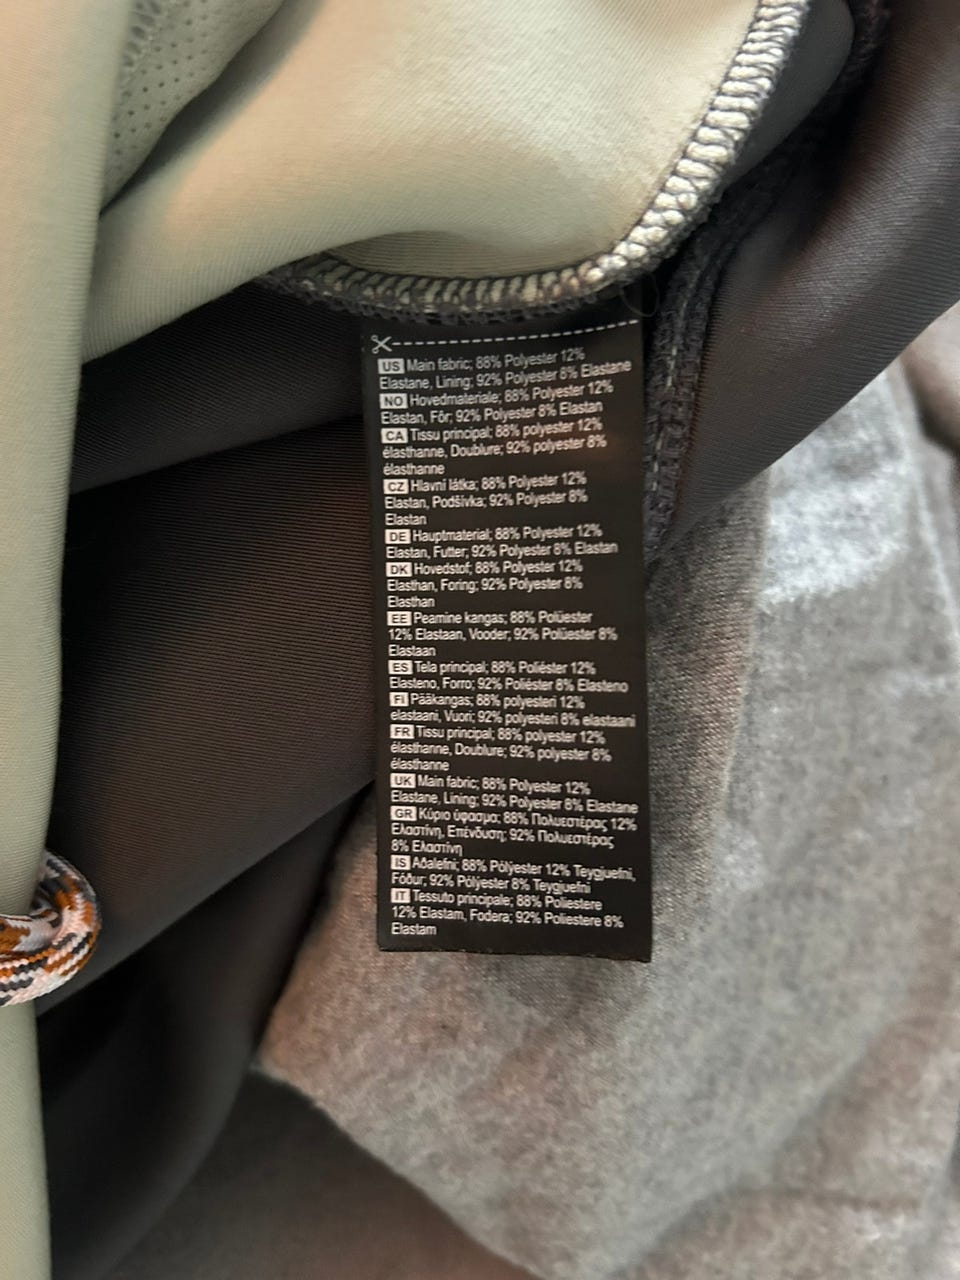 US Main fabric; 88% Polyester 12%
Elastane, Lining; 92% Polyester 8% Elastane
NO Hovedmateriale; 88% Polyester 12%
Elastan, Fôr; 92% Polyester 8% Elastan
CA Tissu principal; 88% polyester 12%
élasthanne, Doublure; 92% polyester 8%
élasthanne
CZ Hlavní látka; 88% Polyester 12%
Elastan, Podšívka; 92% Polyester 8%
Elastan
DE Hauptmaterial; 88% Polyester 12%
Elastan, Futter; 92% Polyester 8% Elastan
DK Hovedstof; 88% Polyester 12%
Elasthan, Foring; 92% Polyester 8%
Elasthan
EE Peamine kangas; 88% Polüester
12% Elastaan, Vooder; 92% Polüester 8%
Elastaan
ES Tela principal; 88% Poliéster 12%
Elasteno, Forro; 92% Poliéster 8% Elasteno
FI Pääkangas; 88% polyesteri 12%
elastaani, Vuori; 92% polyesteri 8% elastaani
FR Tissu principal; 88% polyester 12%
élasthanne, Doublure; 92% polyester 8%
élasthanne
UK Main fabric; 88% Polyester 12%
Elastane, Lining; 92% Polyester 8% Elastane
GR Κύριο ύφασμα; 88% Πολυεστέρας 12%
Ελαστίνη, Επένδυση; 92% Πολυεστέρας
8% Ελαστίνη
IS Aðalefni; 88% Pólýester 12% Teygjuefni,
Fóður; 92% Pólýester 8% Teygjuefni
IT Tessuto principale; 88% Poliestere
12% Elastam, Fodera; 92% Poliestere 8%
Elastam